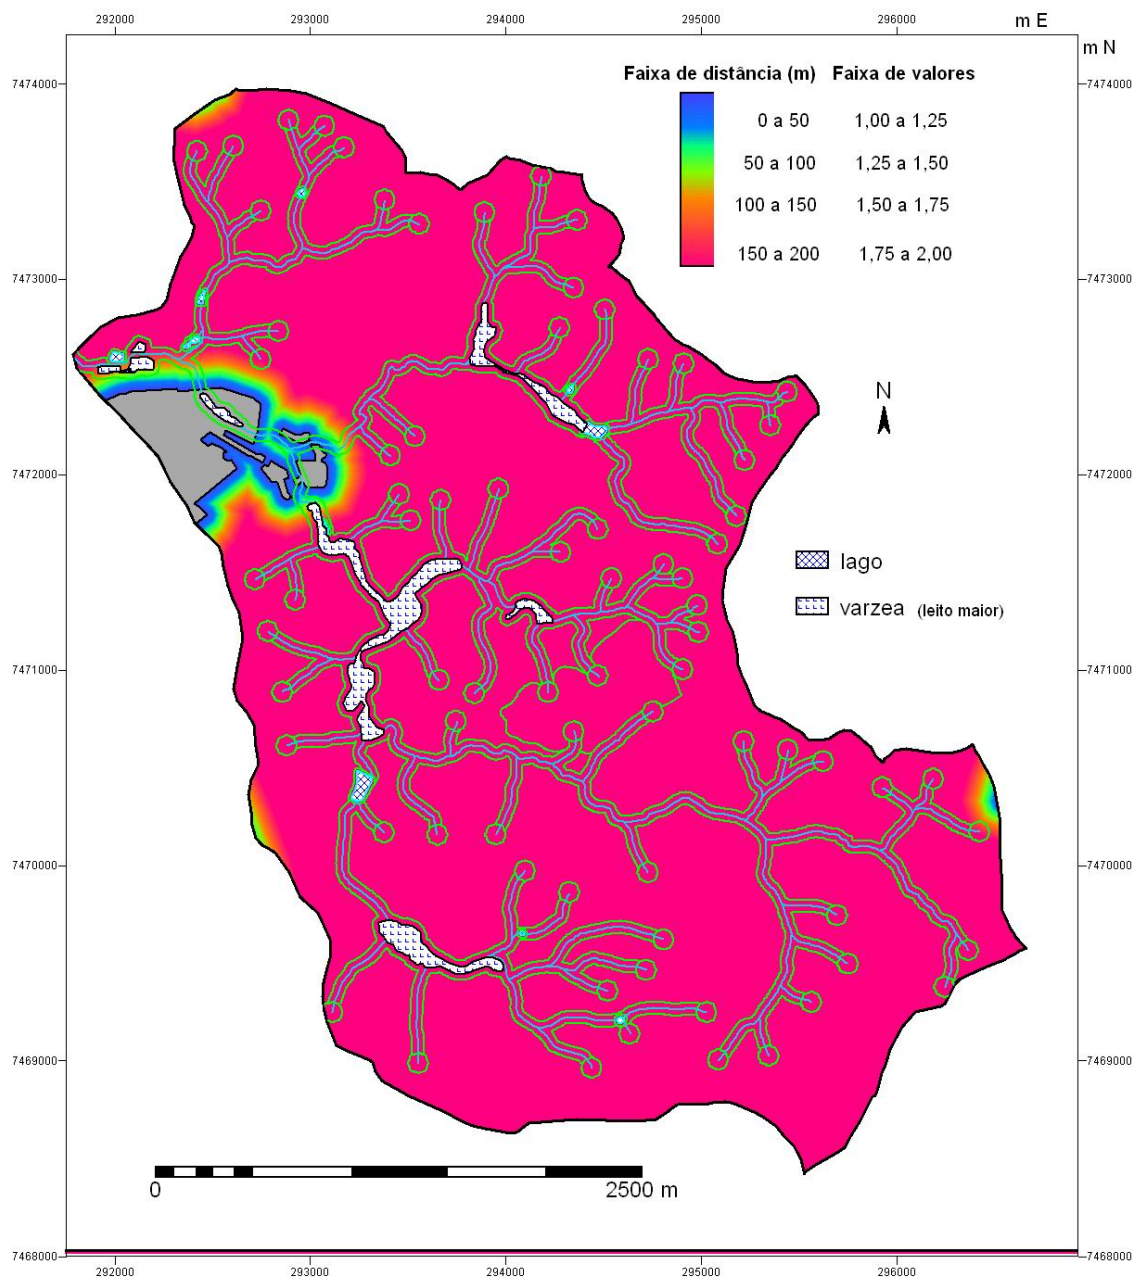 292000 293000 294000 295000 296000 m E
m N
7474000 7474000
Faixa de distância (m) Faixa de valores
0 a 50 1,00 a 1,25
50 a 100 1,25 a 1,50
100 a 150 1,50 a 1,75
150 a 200 1,75 a 2,00
7473000 7473000
N
7472000 7472000
lago
varzea (leito maior)
7471000 7471000
7470000 7470000
7469000 7469000
0 2500 m
7468000 7468000
292000 293000 294000 295000 296000